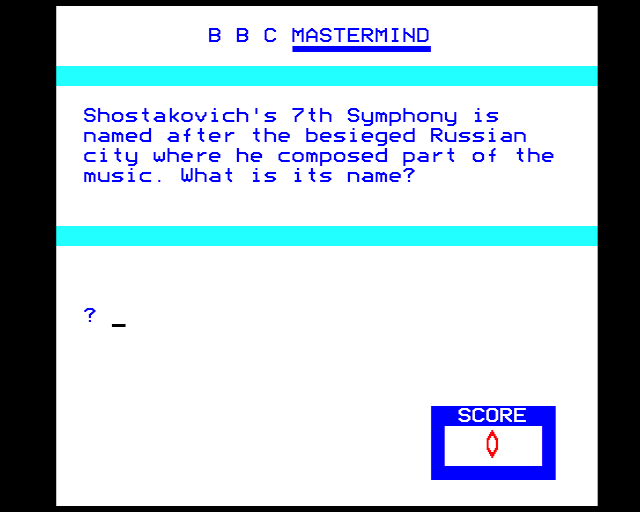 B B C MASTERMIND
Shostakovich's 7th Symphony is
named after the besieged Russian
city where he composed part of the
music. What is its name?
? _
SCORE
0